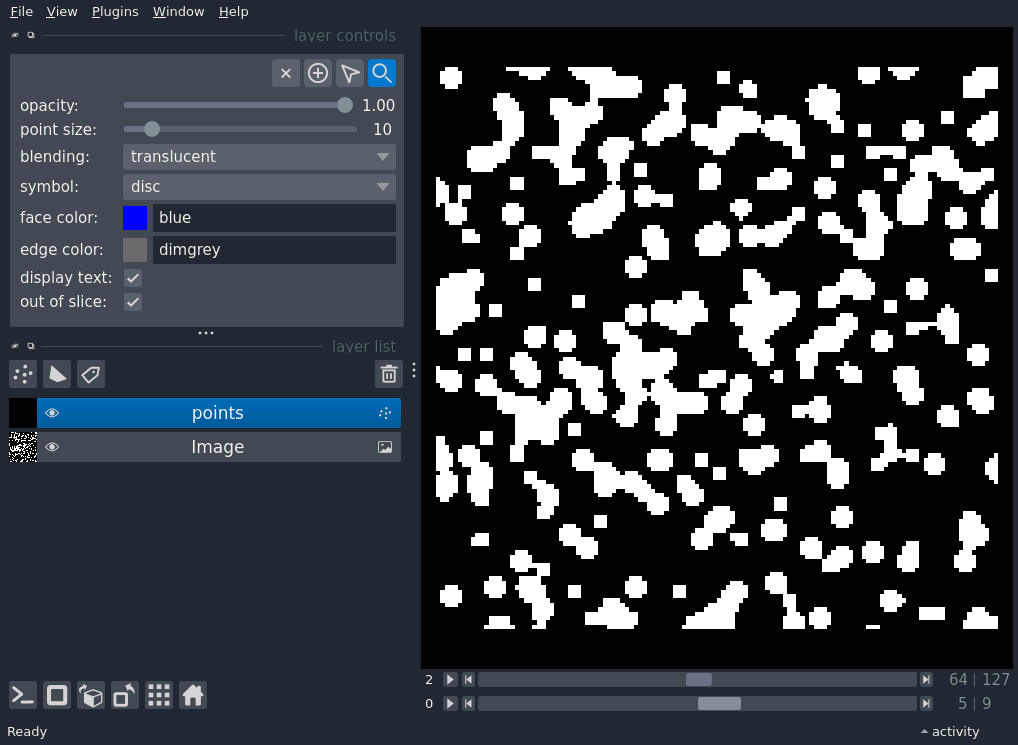 File View Plugins Window Help
layer controls
opacity: 1.00
point size: 10
blending: translucent
symbol: disc
face color: blue
edge color: dimgrey
display text:
out of slice:
layer list
points
Image
2 64 | 127
0 5 | 9
Ready activity